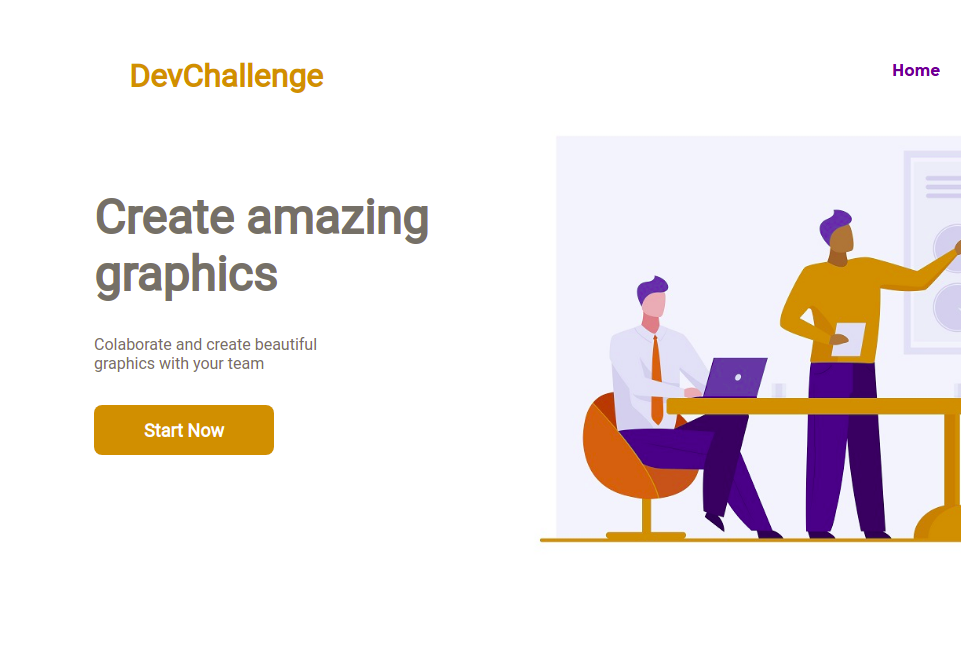 DevChallenge
Home
Create amazing
graphics
Colaborate and create beautiful
graphics with your team
Start Now